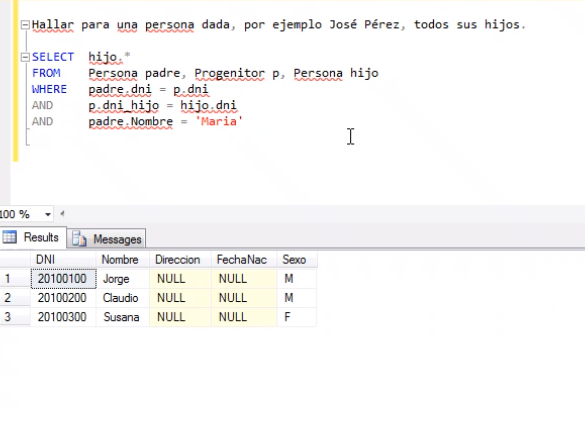 Hallar para una persona dada, por ejemplo José Pérez, todos sus hijos.
SELECT hijo.*
FROM Persona padre, Progenitor p, Persona hijo
WHERE padre.dni = p.dni
AND p.dni_hijo = hijo.dni
AND padre.Nombre = 'Maria'
100 %
Results Messages
DNI Nombre Direccion FechaNac Sexo
1 20100100 Jorge NULL NULL M
2 20100200 Claudio NULL NULL M
3 20100300 Susana NULL NULL F